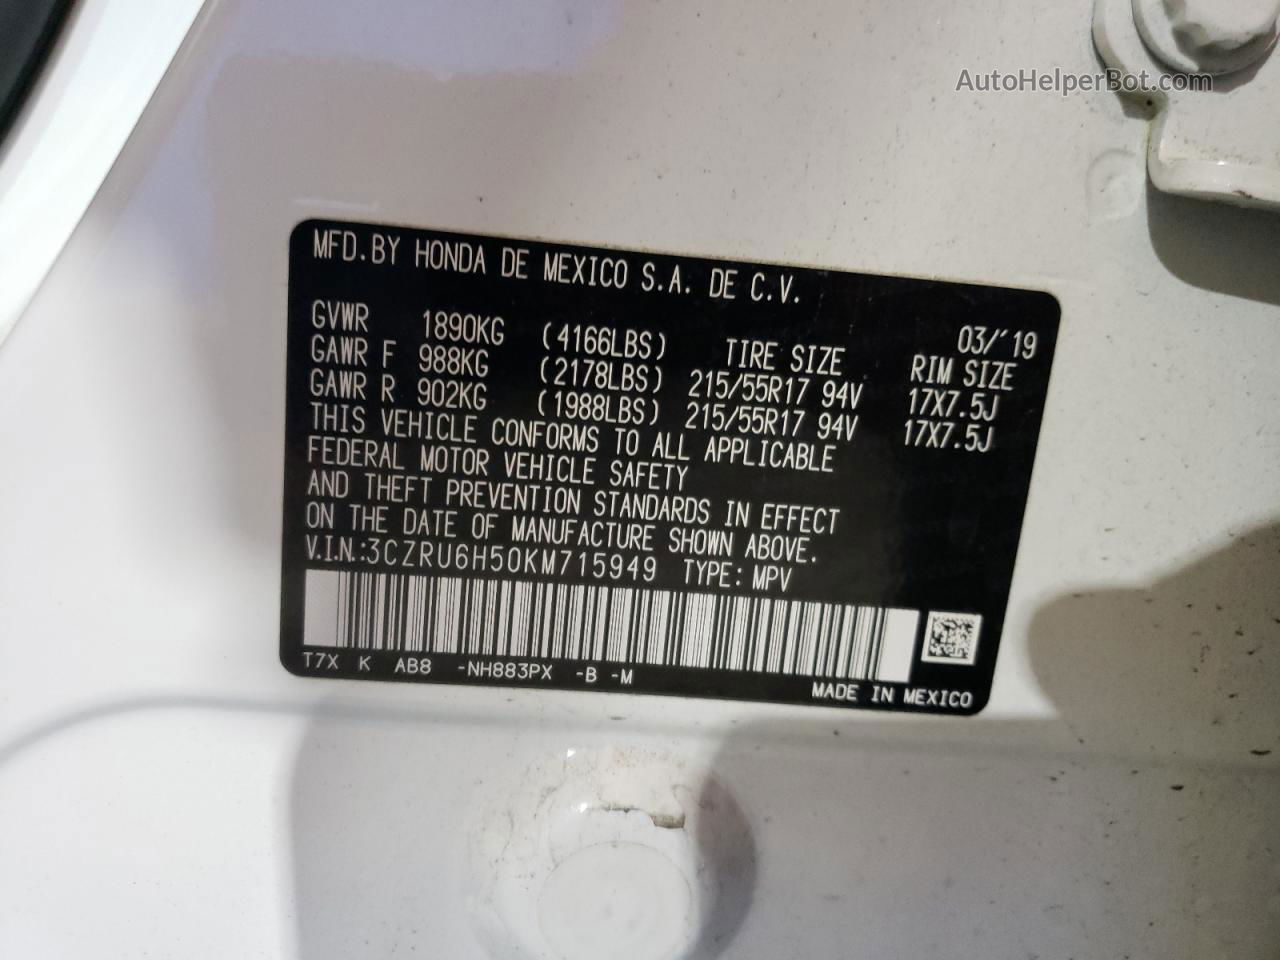 AutoHelperBot.com
MFD.BY HONDA DE MEXICO S.A. DE C.V.
03/'19
GVWR 1890KG (4166LBS) TIRE SIZE RIM SIZE
GAWR F 988KG (2178LBS) 215/55R17 94V 17X7.5J
GAWR R 902KG (1988LBS) 215/55R17 94V 17X7.5J
THIS VEHICLE CONFORMS TO ALL APPLICABLE
FEDERAL MOTOR VEHICLE SAFETY
AND THEFT PREVENTION STANDARDS IN EFFECT
ON THE DATE OF MANUFACTURE SHOWN ABOVE.
V.I.N.:3CZRU6H50KM715949 TYPE: MPV
T7X K AB8 -NH883PX -B -M
MADE IN MEXICO